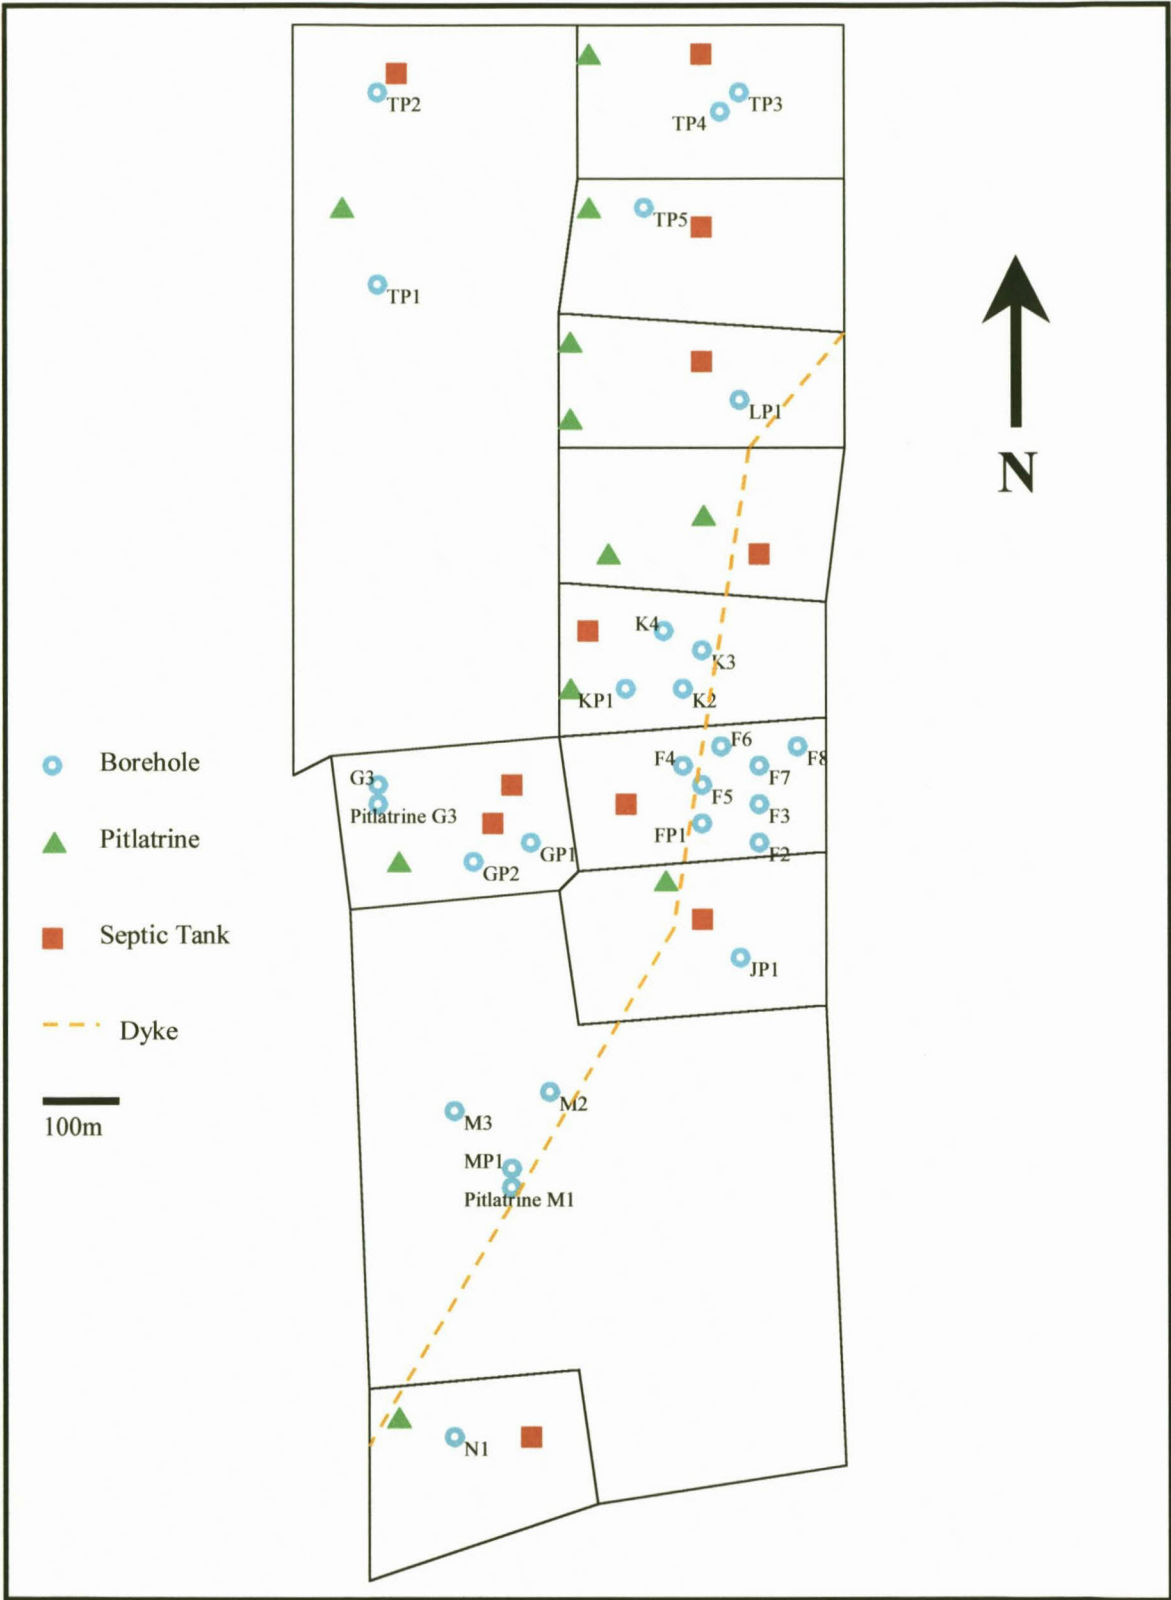 TP2
TP3
TP4
TP5
TP1
LP1
N
K4
K3
KP1
K2
F6
F8
F4
F7
G3
F5
Pitlatrine G3
F3
FP1
F2
GP1
GP2
JP1
Borehole
Pitlatrine
Septic Tank
Dyke
100m
M2
M3
MP1
Pitlatrine M1
N1